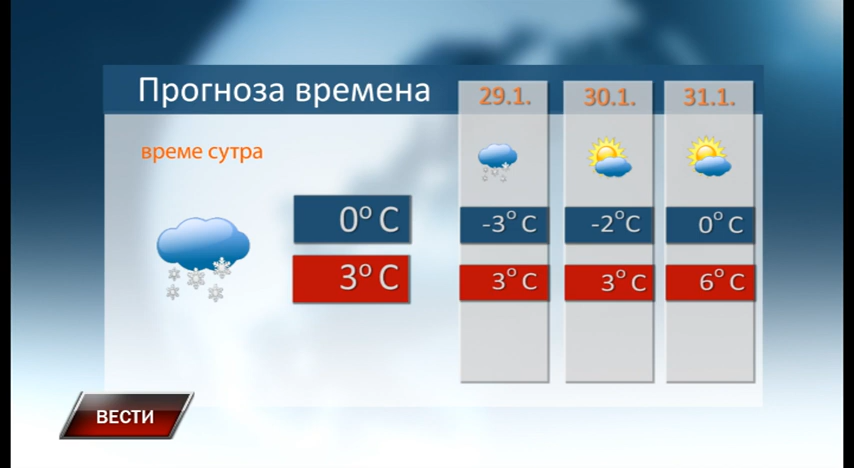 Прогноза времена
време сутра
0° C
3° C
29.1.
-3° C
3° C
30.1.
-2°C
3° C
31.1.
0° C
6° C
ВЕСТИ